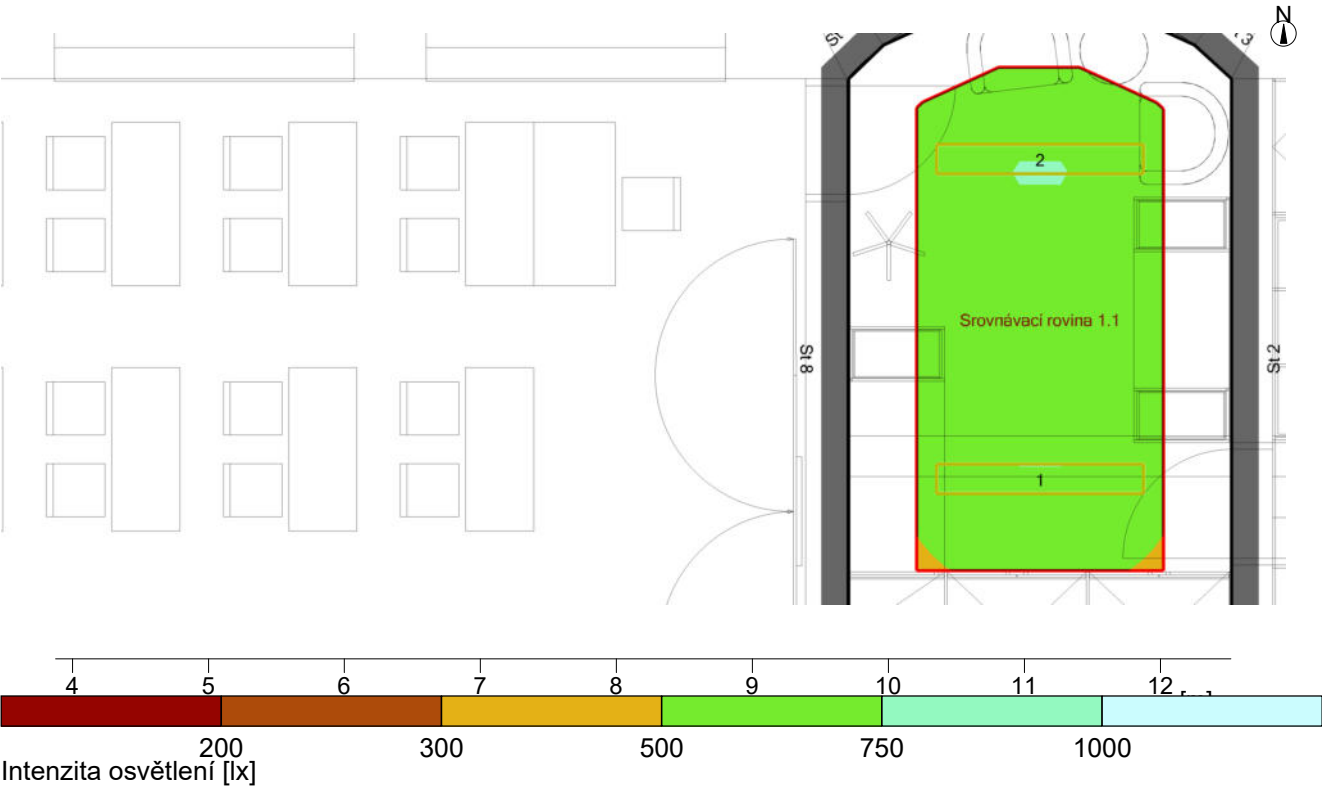 N
St
2
Srovnávací rovina 1.1
St 8
St 2
1
4 5 6 7 8 9 10 11 12
200 300 500 750 1000
Intenzita osvětlení [lx]